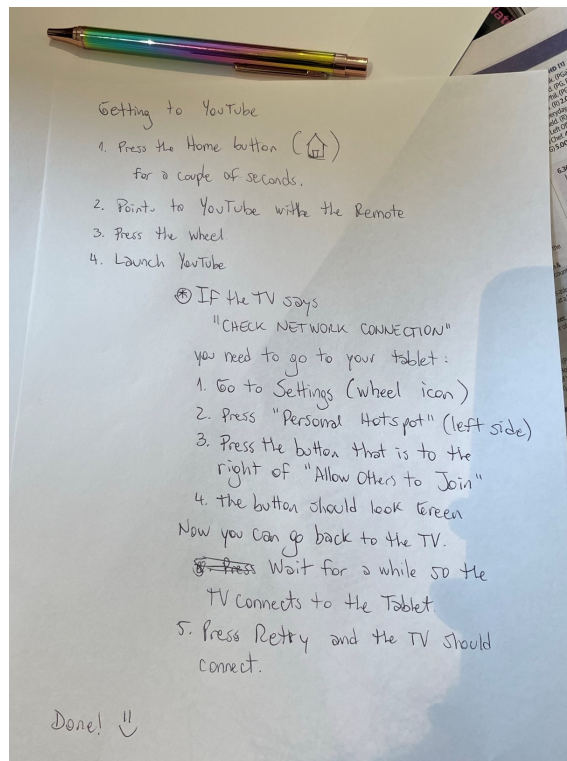 Getting to YouTube
1. Press the Home button (⌂)
for a couple of seconds.
2. Point to YouTube withe the Remote
3. Press the Wheel
4. Launch YouTube
* If the TV says
"CHECK NETWORK CONNECTION"
you need to go to your tablet:
1. Go to Settings (wheel icon)
2. Press "Personal Hotspot" (left side)
3. Press the button that is to the
right of "Allow Others to Join"
4. the button should look Green
Now you can go back to the TV.
Press Wait for a while so the
TV connects to the Tablet.
5. Press Retry and the TV should
connect.
Done!